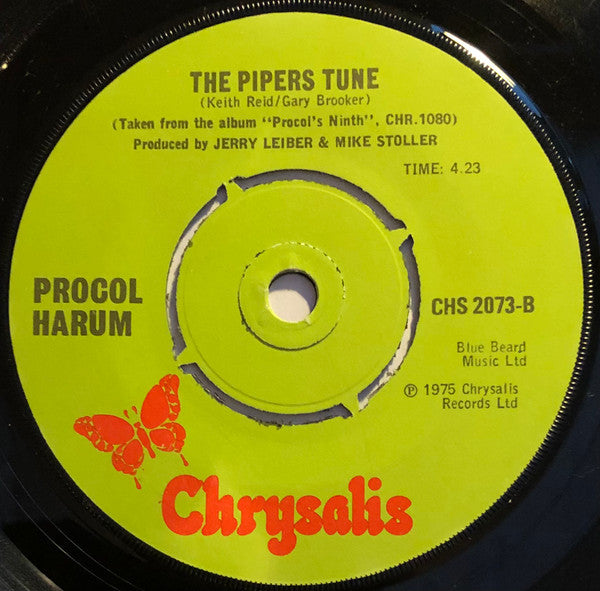 THE PIPERS TUNE
(Keith Reid/Gary Brooker)
(Taken from the album "Procol's Ninth", CHR.1080)
Produced by JERRY LEIBER & MIKE STOLLER
TIME: 4.23
PROCOL
HARUM
CHS 2073-B
Blue Beard
Music Ltd
℗ 1975 Chrysalis
Records Ltd
Chrysalis